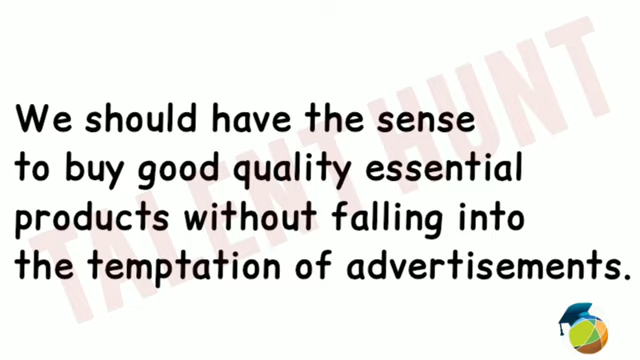 We should have the sense
to buy good quality essential
products without falling into
the temptation of advertisements.
TALENT HUNT